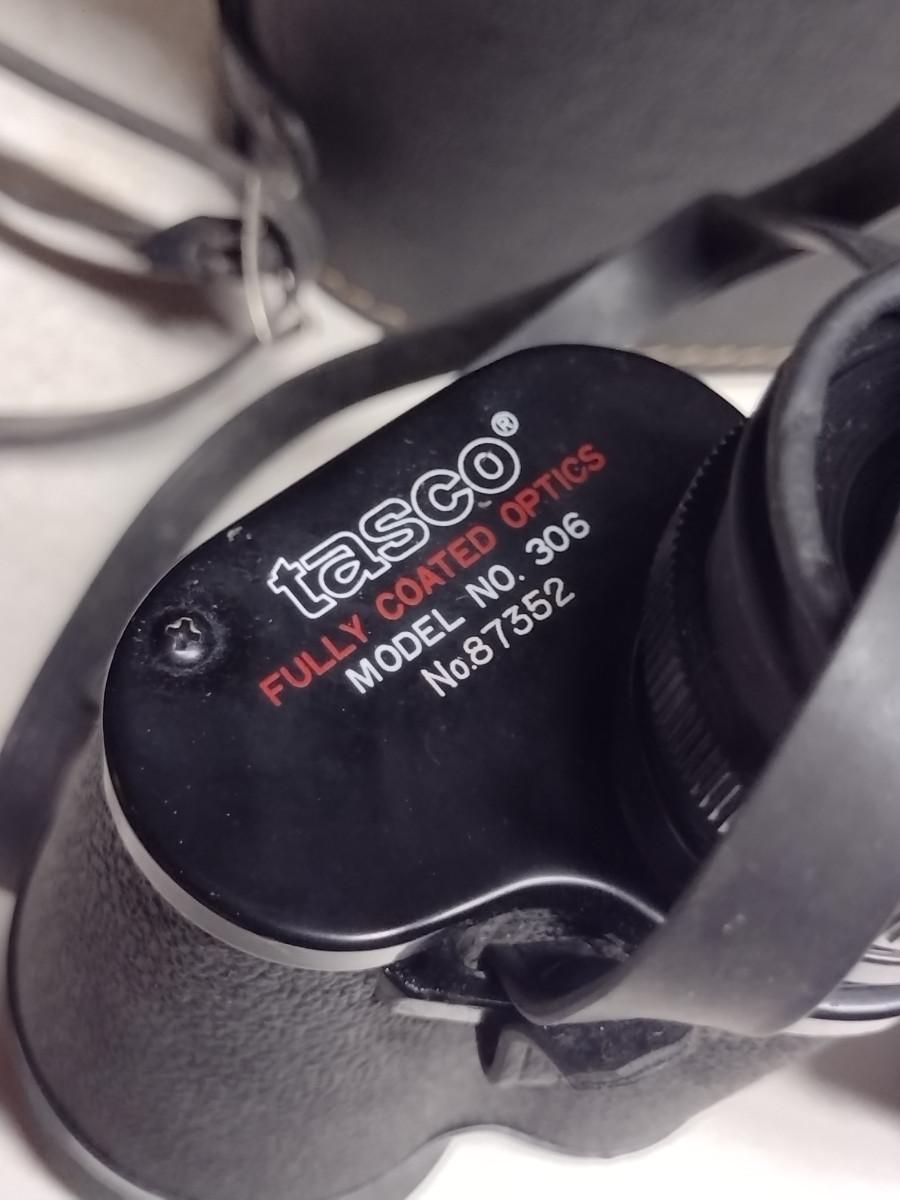 tasco®
FULLY COATED OPTICS
MODEL NO. 306
No.87352